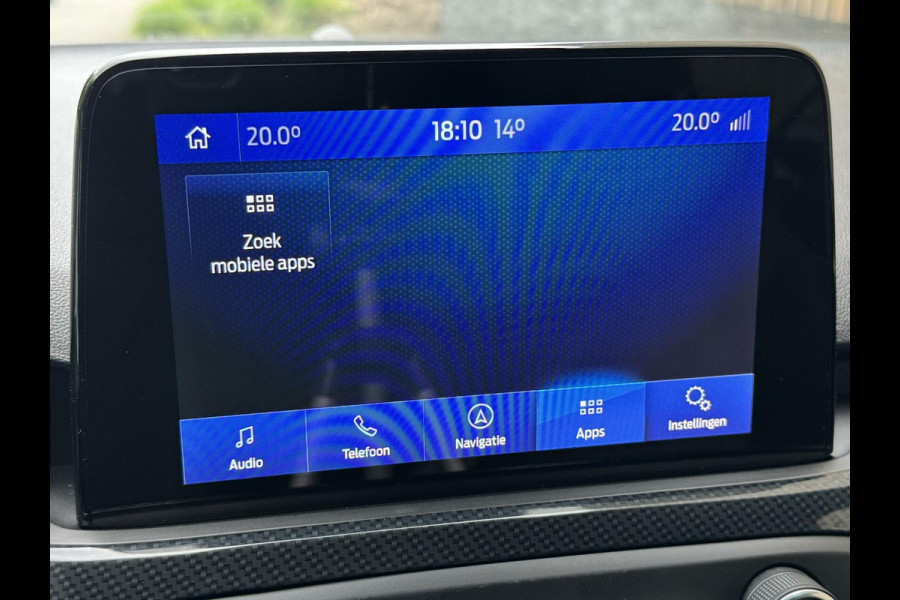 20.0° 18:10 14° 20.0°
Zoek
mobiele apps
Audio Telefoon Navigatie Apps Instellingen